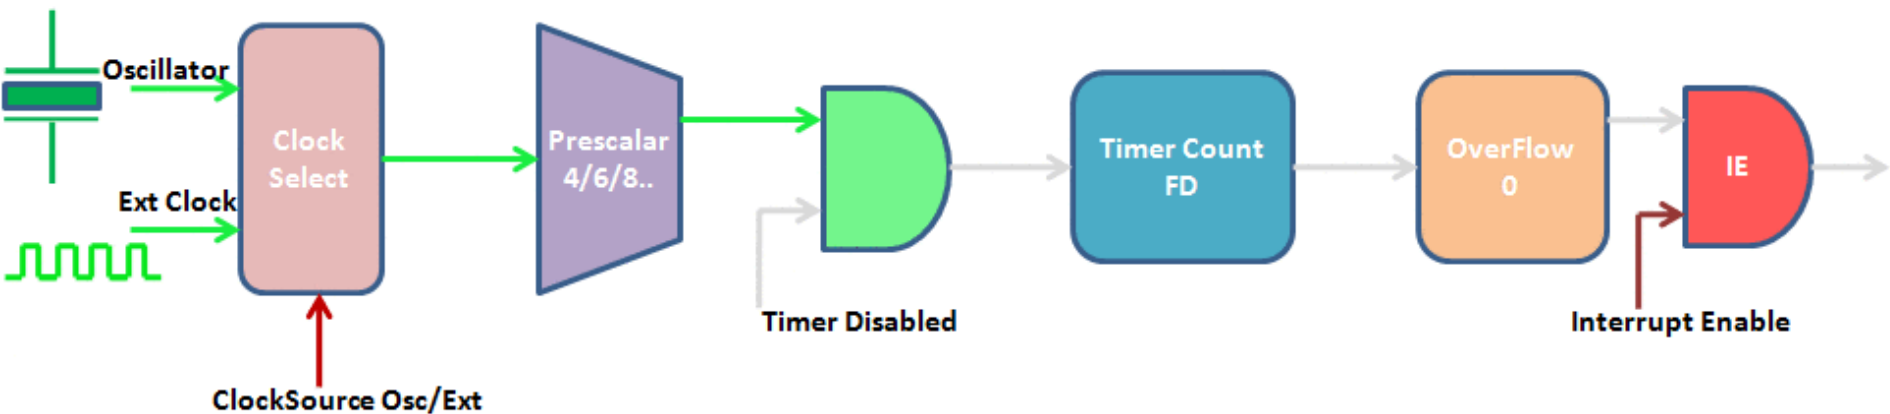 Oscillator
Ext Clock
Clock
Select
ClockSource Osc/Ext
Prescalar
4/6/8..
Timer Disabled
Timer Count
FD
OverFlow
0
IE
Interrupt Enable